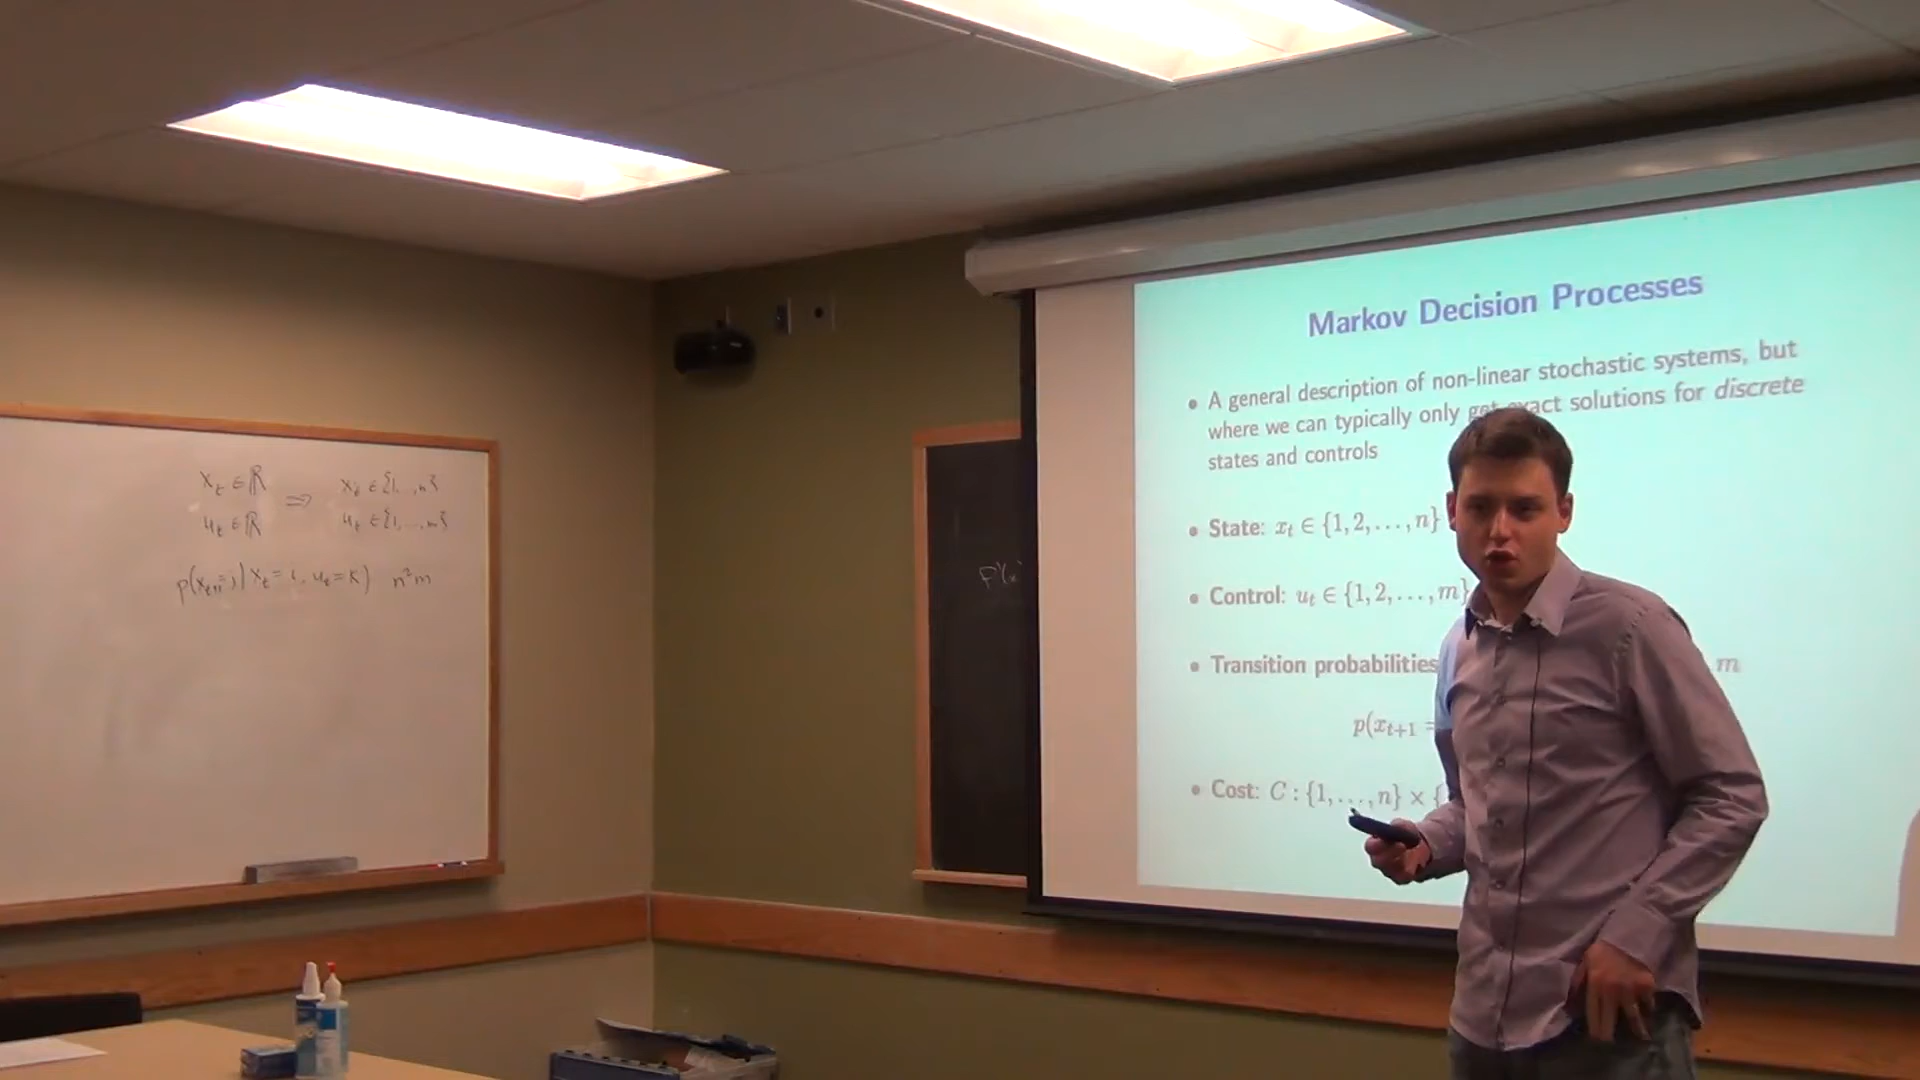 x_t ∈ ℝ ⇒ x_t ∈ {1,...,n}
u_t ∈ ℝ u_t ∈ {1,...,m}
p(x_{t+1}=j|x_t=i, u_t=k) n²m
F'(x
Markov Decision Processes
• A general description of non-linear stochastic systems, but
where we can typically only get exact solutions for discrete
states and controls
• State: x_t ∈ {1, 2, . . . , n}
• Control: u_t ∈ {1, 2, . . . , m}
• Transition probabilities m
p(x_{t+1} =
• Cost: C : {1, . . . , n} × {